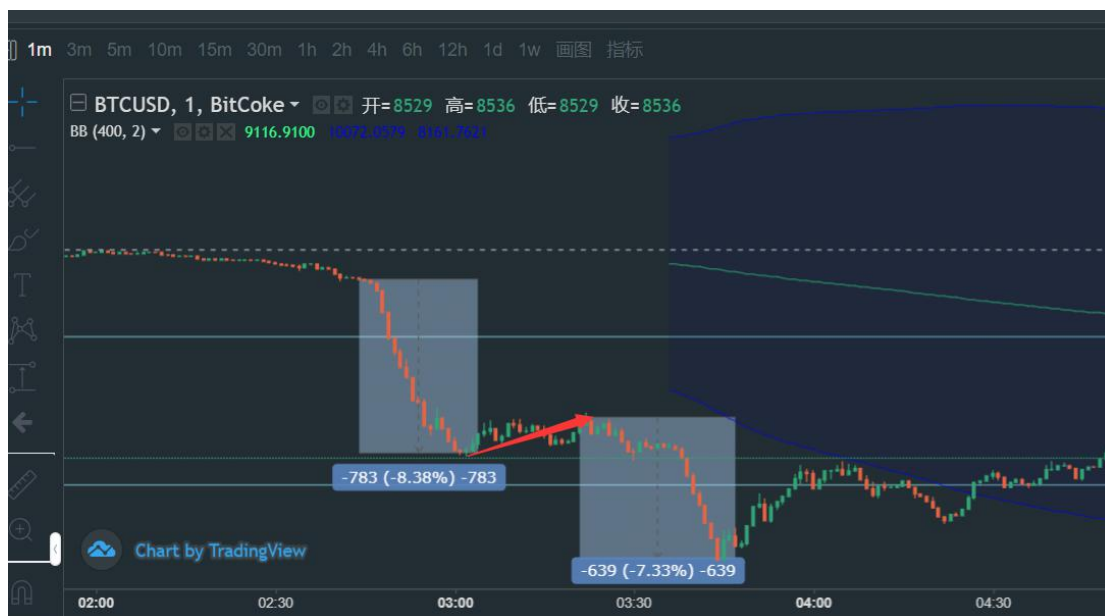 1m 3m 5m 10m 15m 30m 1h 2h 4h 6h 12h 1d 1w 画图 指标
BTCUSD, 1, BitCoke 开=8529 高=8536 低=8529 收=8536
BB (400, 2) 9116.9100 10072.0579 8161.7621
-783 (-8.38%) -783
Chart by TradingView
-639 (-7.33%) -639
02:00 02:30 03:00 03:30 04:00 04:30